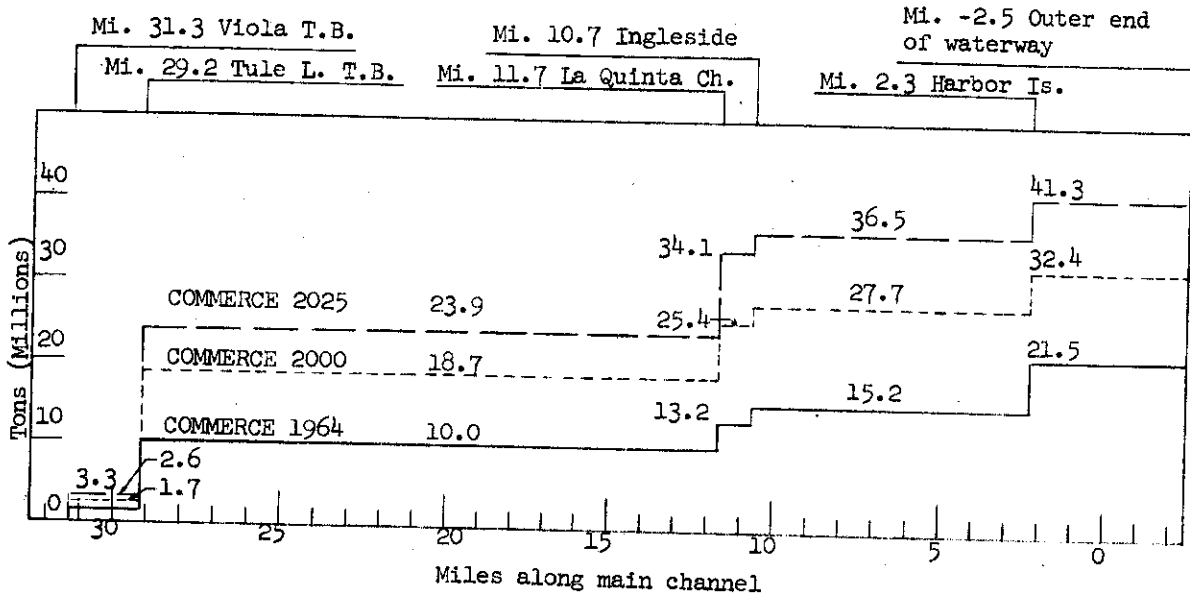 Mi. 31.3 Viola T.B.
Mi. 29.2 Tule L. T.B.
Mi. 10.7 Ingleside
Mi. 11.7 La Quinta Ch.
Mi. -2.5 Outer end
of waterway
Mi. 2.3 Harbor Is.
Tons (Millions)
40
30
20
10
0
COMMERCE 2025 23.9
34.1
36.5
41.3
COMMERCE 2000 18.7
25.4
27.7
32.4
COMMERCE 1964 10.0
13.2
15.2
21.5
3.3
2.6
1.7
30 25 20 15 10 5 0
Miles along main channel